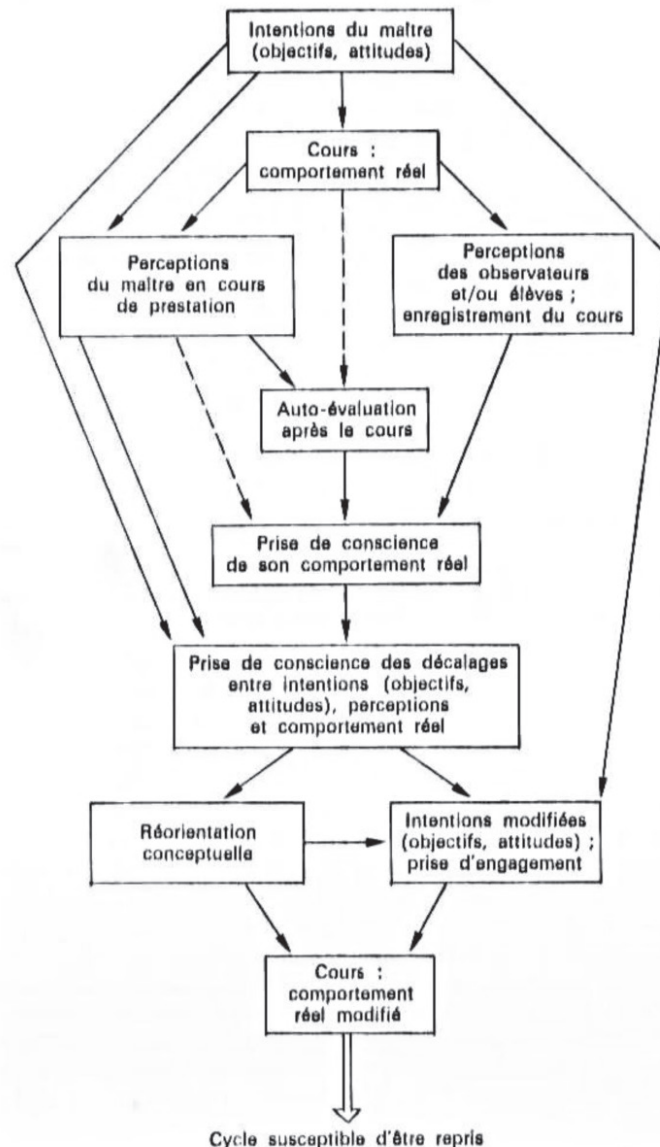 Intentions du maître
(objectifs, attitudes)
Cours :
comportement réel
Perceptions
du maître en cours
de prestation
Perceptions
des observateurs
et/ou élèves ;
enregistrement du cours
Auto-évaluation
après le cours
Prise de conscience
de son comportement réel
Prise de conscience des décalages
entre intentions (objectifs,
attitudes), perceptions
et comportement réel
Réorientation
conceptuelle
Intentions modifiées
(objectifs, attitudes) ;
prise d'engagement
Cours :
comportement
réel modifié
Cycle susceptible d'être repris